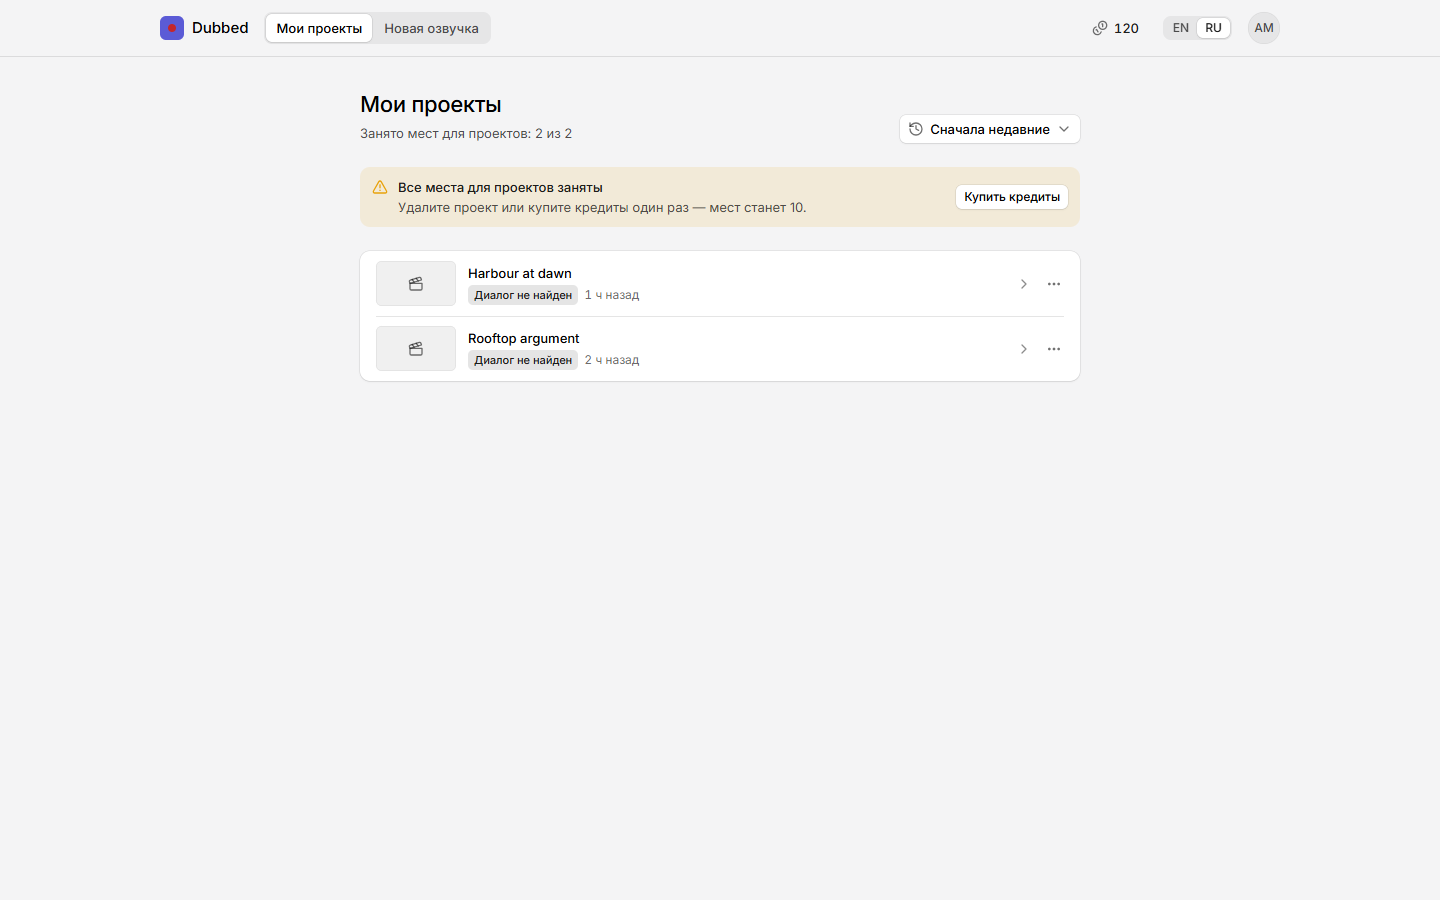 Dubbed
Мои проекты
Новая озвучка
120
EN
RU
AM
Мои проекты
Занято мест для проектов: 2 из 2
Сначала недавние
Все места для проектов заняты
Удалите проект или купите кредиты один раз — мест станет 10.
Купить кредиты
Harbour at dawn
Диалог не найден 1 ч назад
Rooftop argument
Диалог не найден 2 ч назад